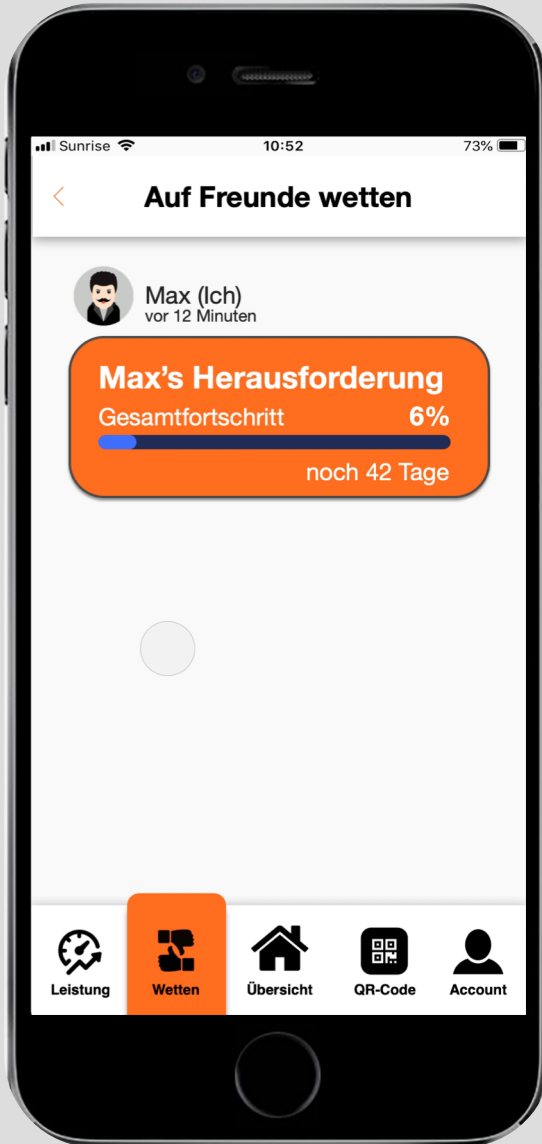 Sunrise 10:52 73%
Auf Freunde wetten
Max (Ich)
vor 12 Minuten
Max's Herausforderung
Gesamtfortschritt 6%
noch 42 Tage
Leistung Wetten Übersicht QR-Code Account